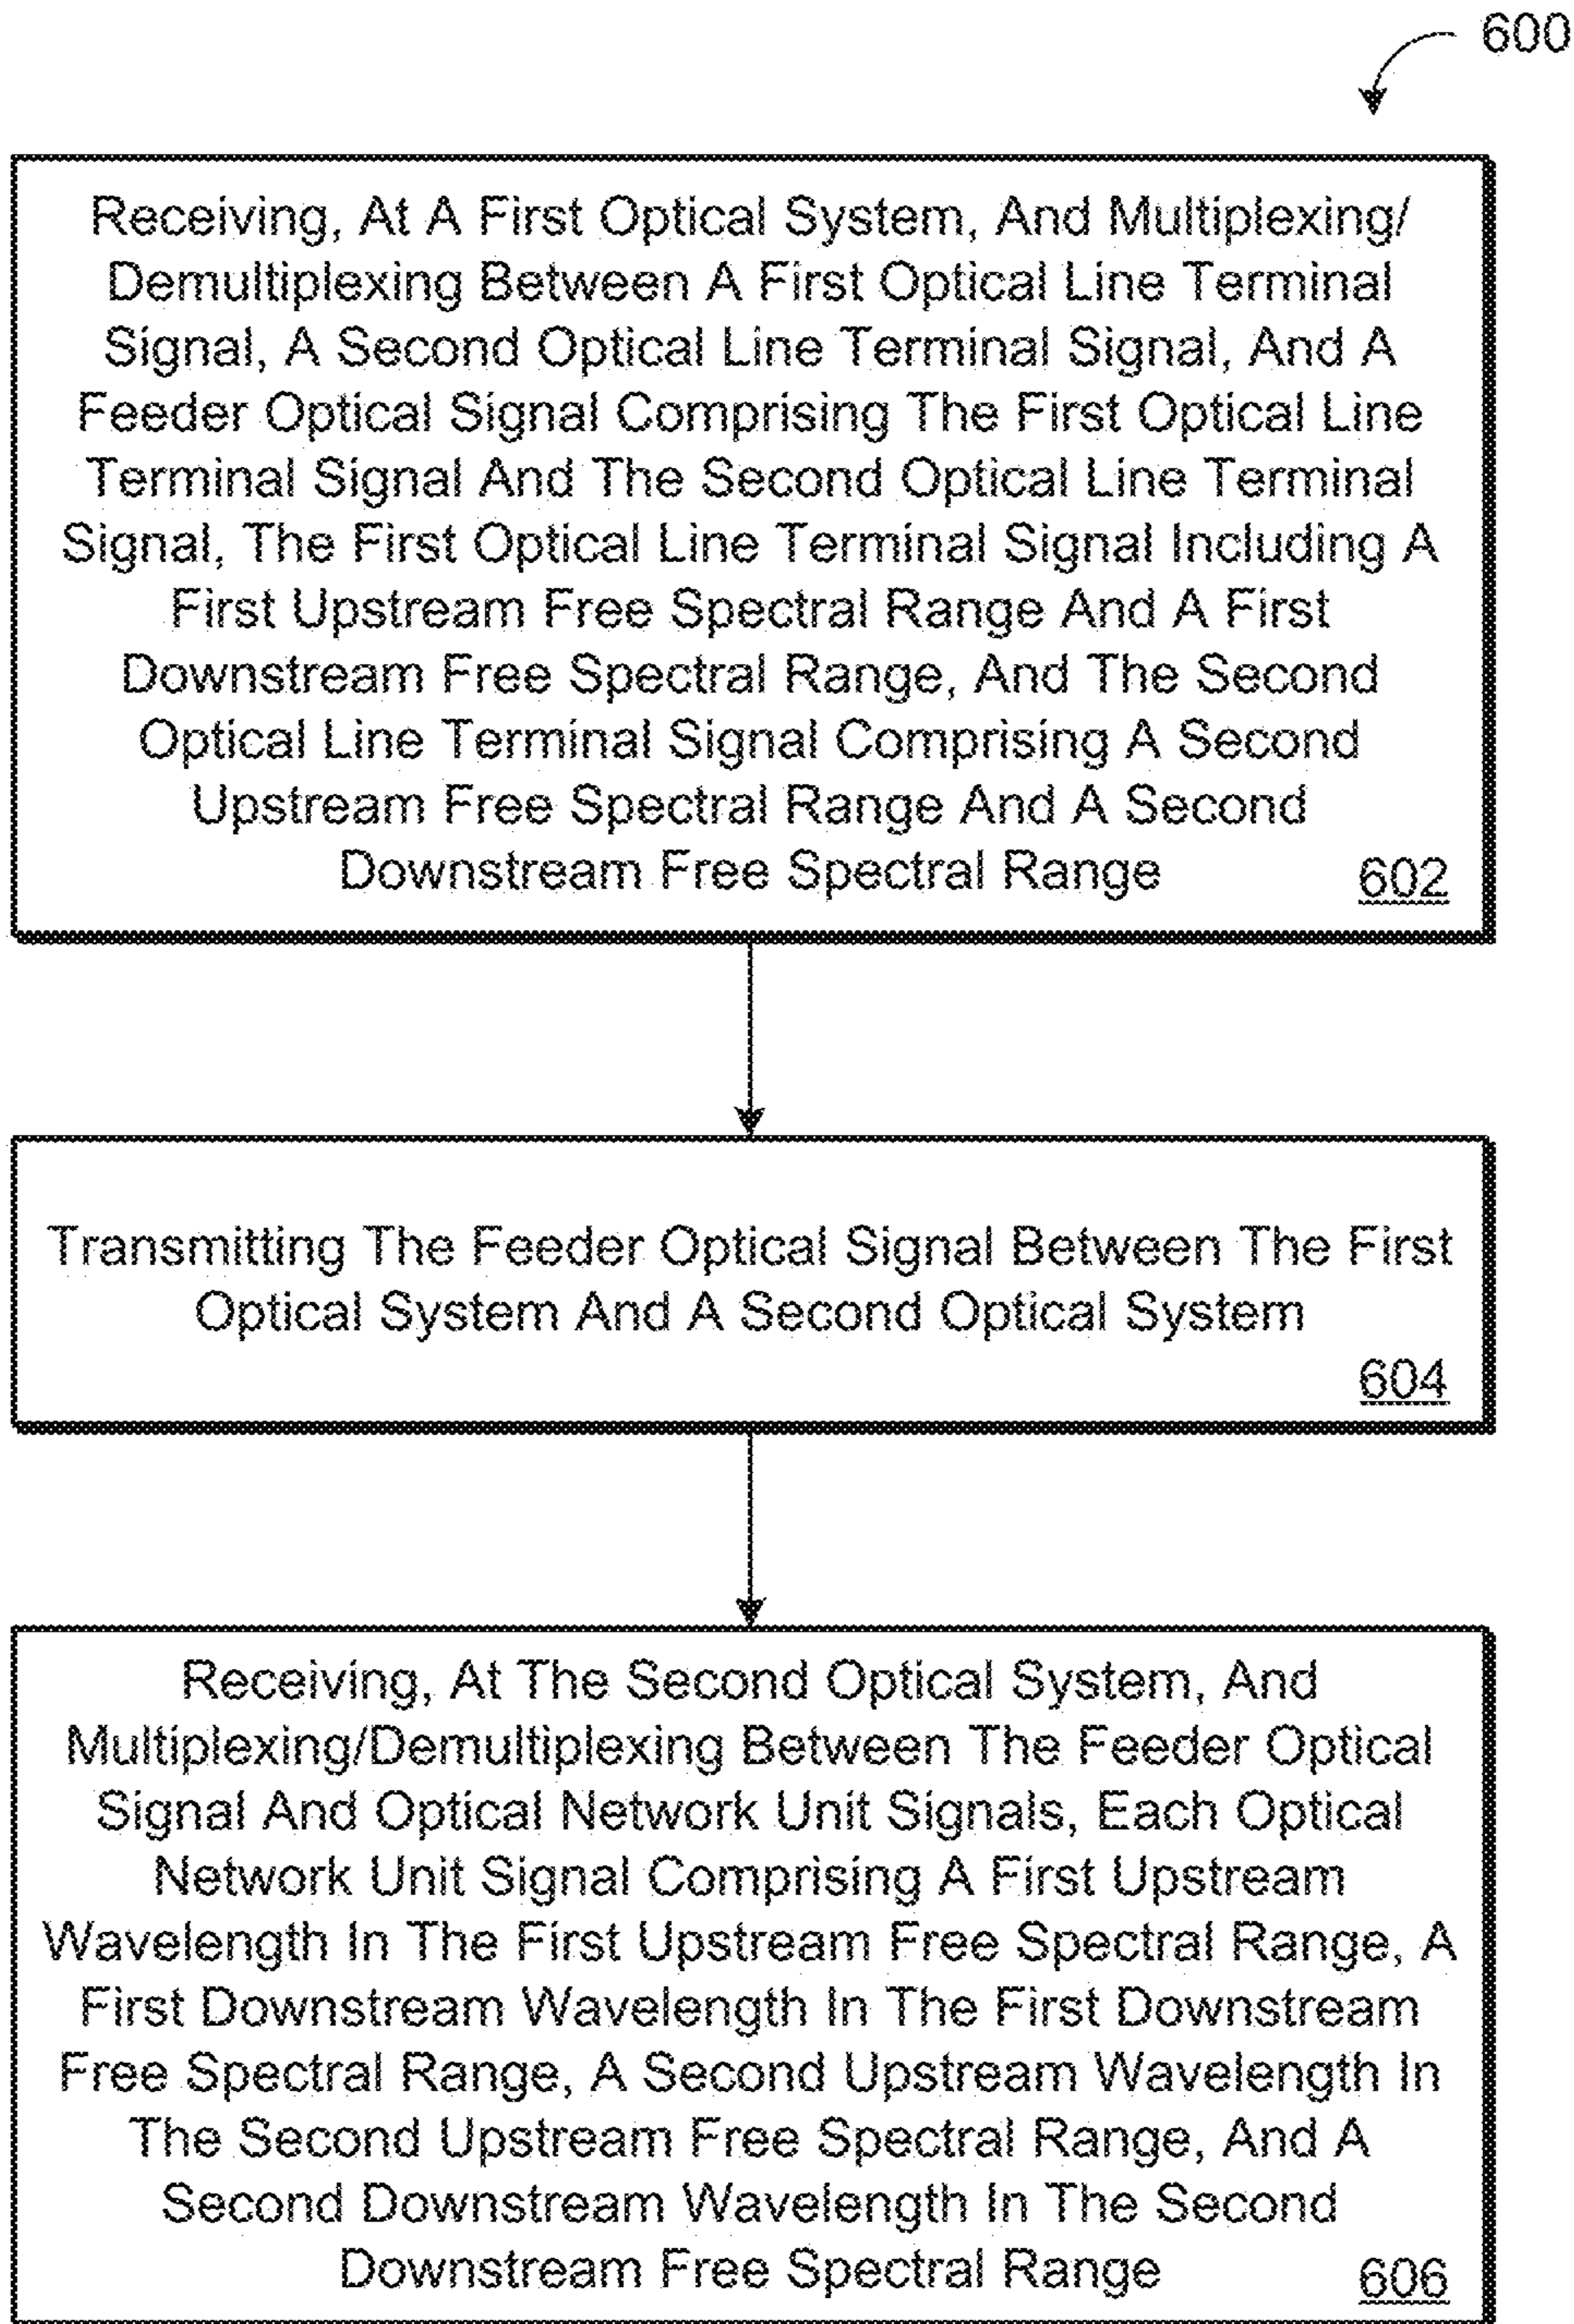 600
Receiving, At A First Optical System, And Multiplexing/
Demultiplexing Between A First Optical Line Terminal
Signal, A Second Optical Line Terminal Signal, And A
Feeder Optical Signal Comprising The First Optical Line
Terminal Signal And The Second Optical Line Terminal
Signal, The First Optical Line Terminal Signal Including A
First Upstream Free Spectral Range And A First
Downstream Free Spectral Range, And The Second
Optical Line Terminal Signal Comprising A Second
Upstream Free Spectral Range And A Second
Downstream Free Spectral Range
602
Transmitting The Feeder Optical Signal Between The First
Optical System And A Second Optical System
604
Receiving, At The Second Optical System, And
Multiplexing/Demultiplexing Between The Feeder Optical
Signal And Optical Network Unit Signals, Each Optical
Network Unit Signal Comprising A First Upstream
Wavelength In The First Upstream Free Spectral Range, A
First Downstream Wavelength In The First Downstream
Free Spectral Range, A Second Upstream Wavelength In
The Second Upstream Free Spectral Range, And A
Second Downstream Wavelength In The Second
Downstream Free Spectral Range
606